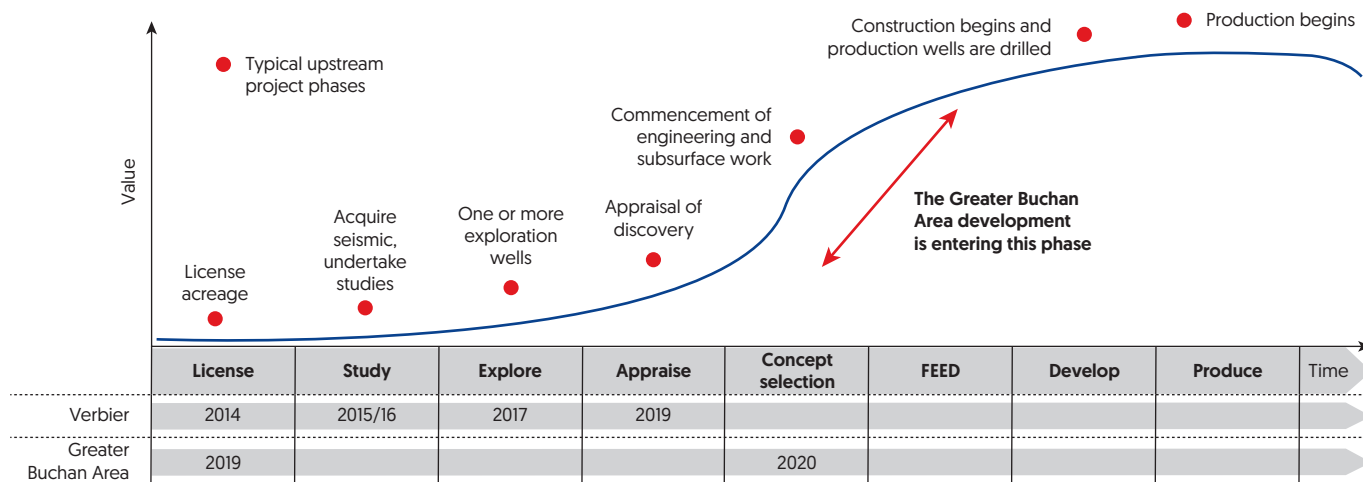 Value
Typical upstream
project phases
License
acreage
Acquire
seismic,
undertake
studies
One or more
exploration
wells
Appraisal of
discovery
Commencement of
engineering and
subsurface work
Construction begins and
production wells are drilled
Production begins
The Greater Buchan
Area development
is entering this phase
License Study Explore Appraise Concept
selection FEED Develop Produce Time
Verbier 2014 2015/16 2017 2019
Greater
Buchan Area 2019 2020